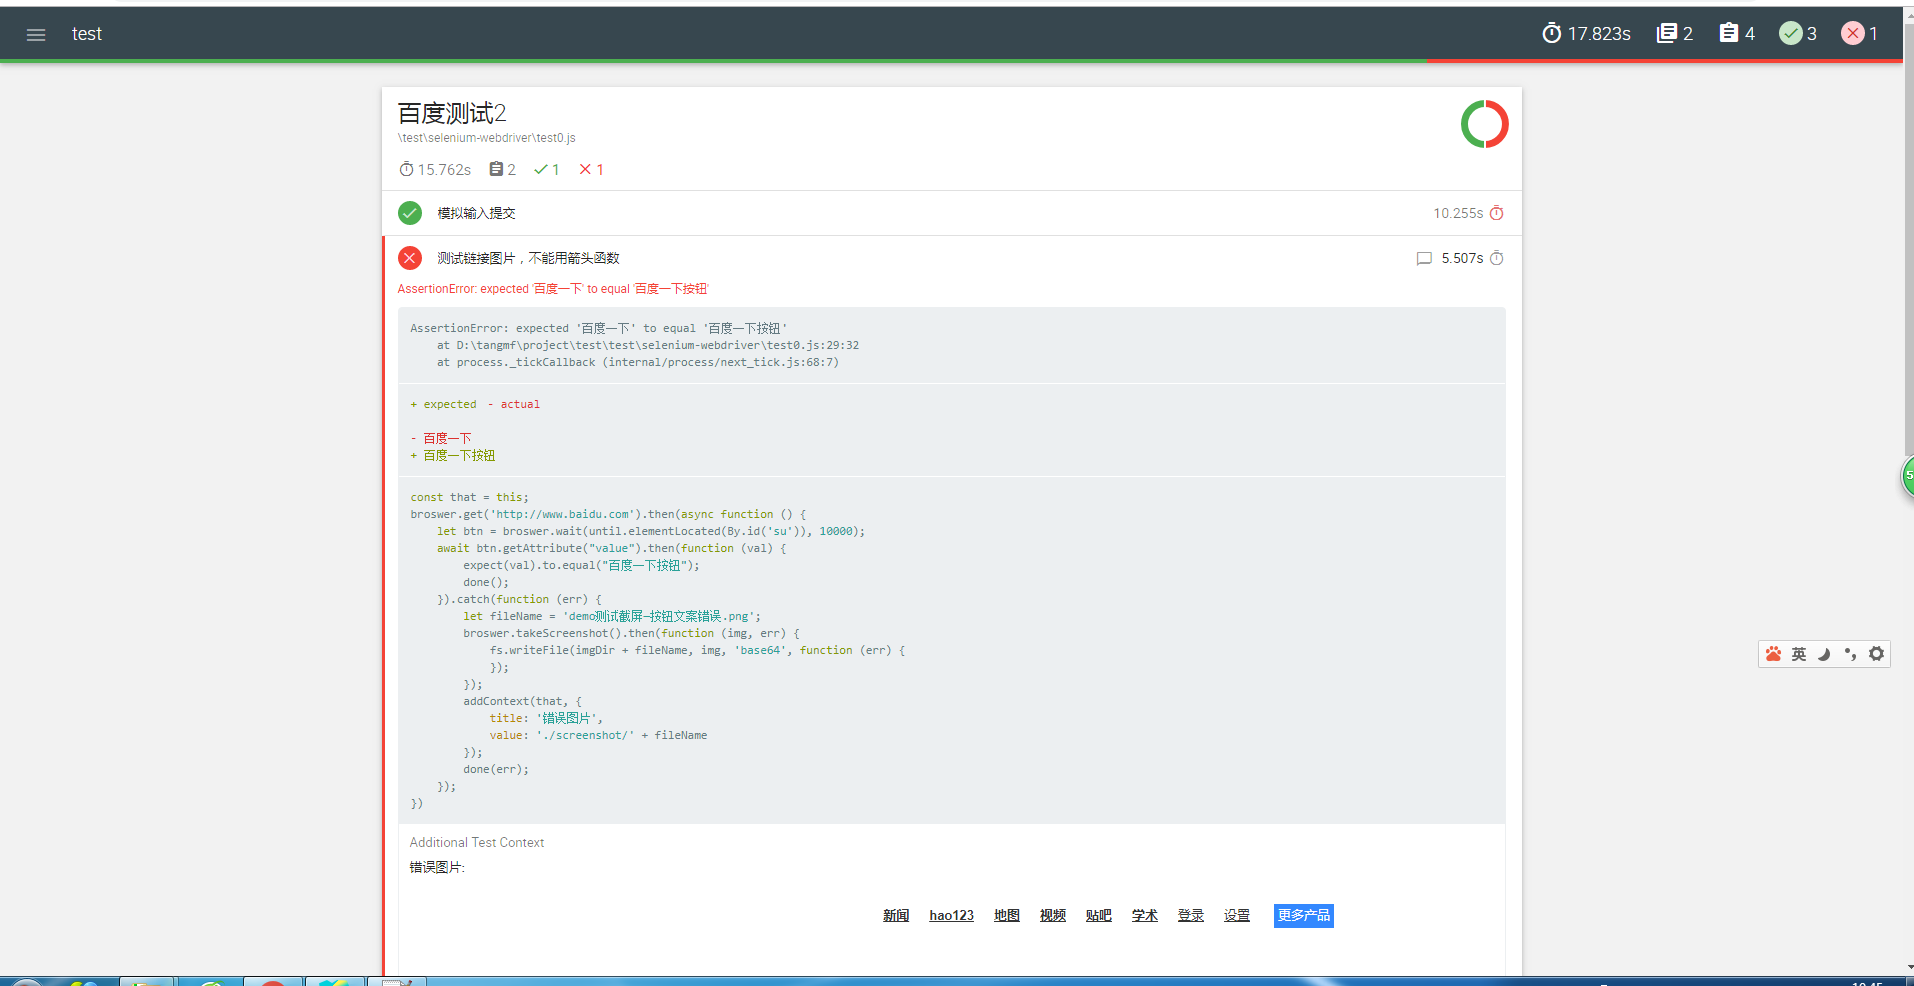 test
17.823s 2 4 3 1
百度测试2
\test\selenium-webdriver\test0.js
15.762s 2 1 1
模拟输入提交 10.255s
测试链接图片，不能用箭头函数 5.507s
AssertionError: expected '百度一下' to equal '百度一下按钮'
AssertionError: expected '百度一下' to equal '百度一下按钮'
    at D:\tangmf\project\test\test\selenium-webdriver\test0.js:29:32
    at process._tickCallback (internal/process/next_tick.js:68:7)
+ expected - actual
- 百度一下
+ 百度一下按钮
const that = this;
broswer.get('http://www.baidu.com').then(async function () {
    let btn = broswer.wait(until.elementLocated(By.id('su')), 10000);
    await btn.getAttribute("value").then(function (val) {
        expect(val).to.equal("百度一下按钮");
        done();
    }).catch(function (err) {
        let fileName = 'demo测试截屏-按钮文案错误.png';
        broswer.takeScreenshot().then(function (img, err) {
            fs.writeFile(imgDir + fileName, img, 'base64', function (err) {
            });
        });
        addContext(that, {
            title: '错误图片',
            value: './screenshot/' + fileName
        });
        done(err);
    });
})
Additional Test Context
错误图片:
新闻 hao123 地图 视频 贴吧 学术 登录 设置 更多产品
英
5